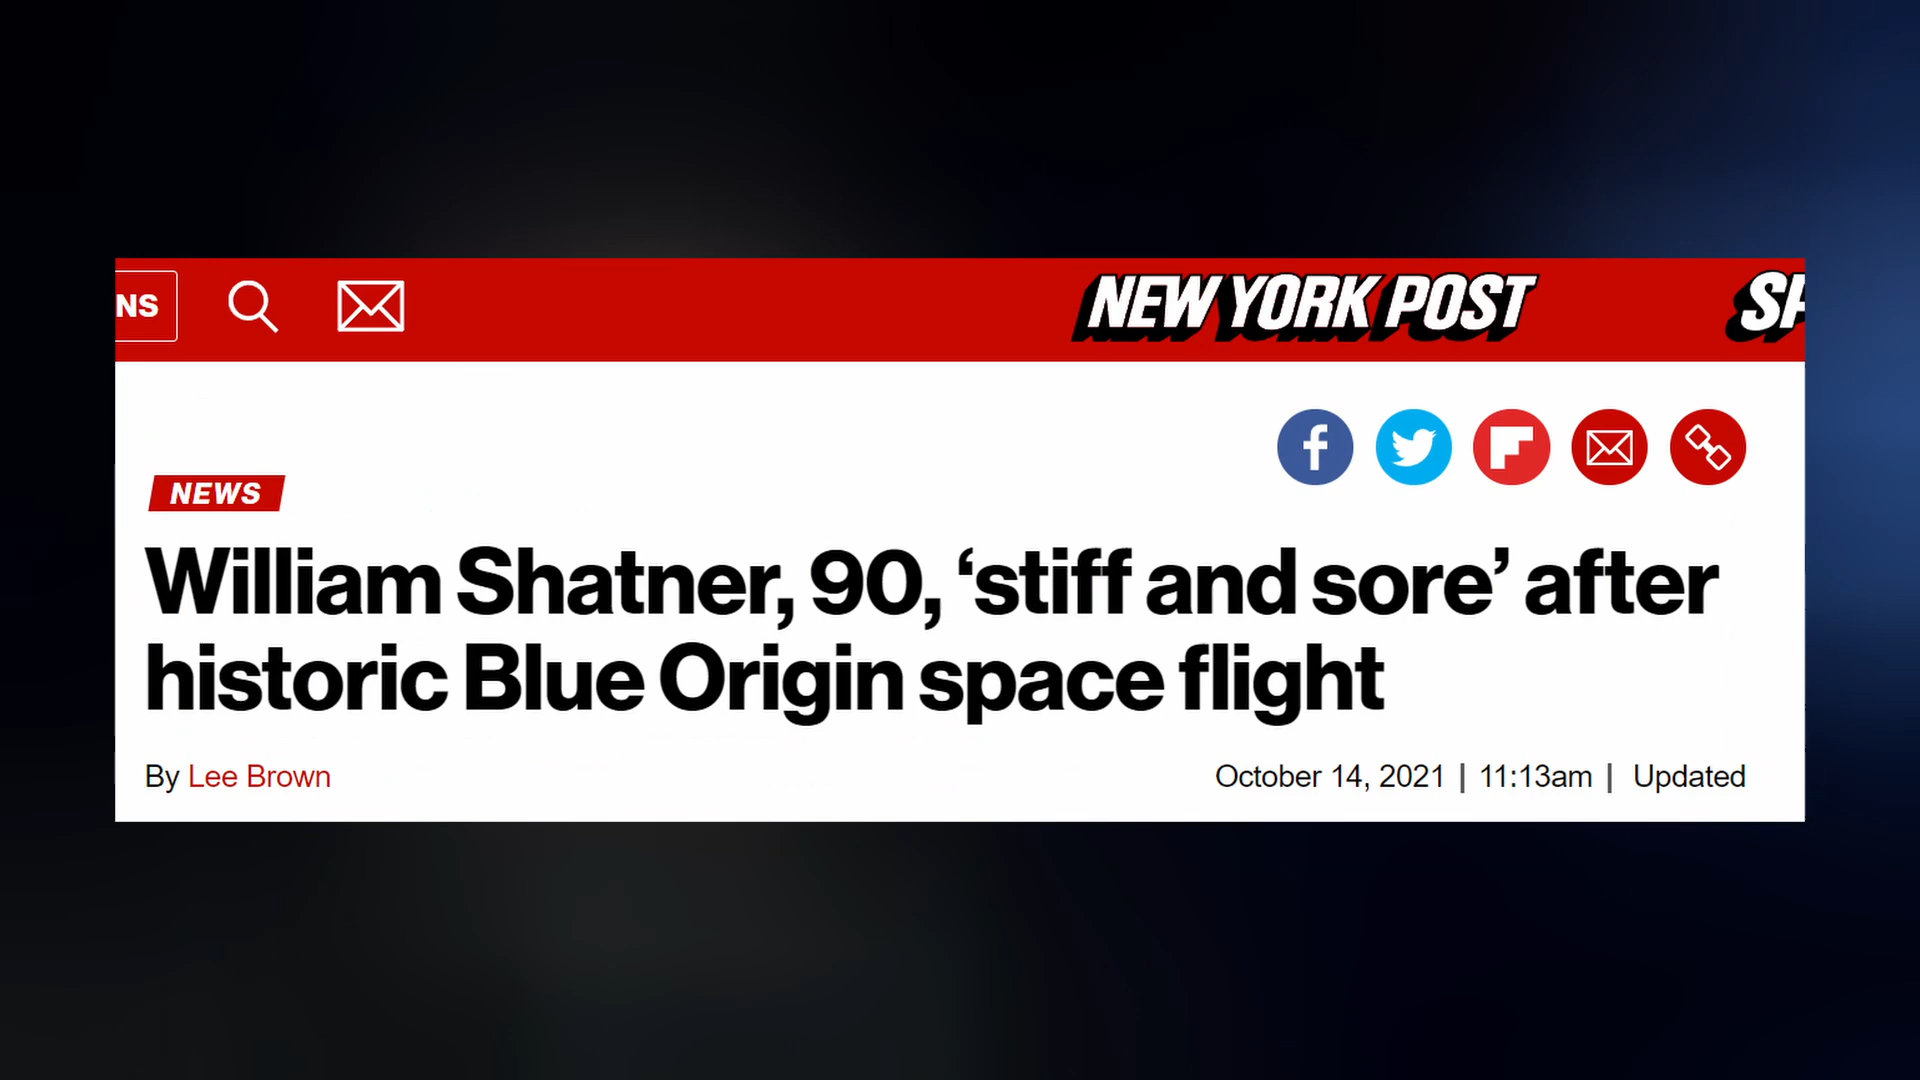 NS
NEW YORK POST
SP
NEWS
William Shatner, 90, ‘stiff and sore’ after
historic Blue Origin space flight
By Lee Brown
October 14, 2021 | 11:13am | Updated